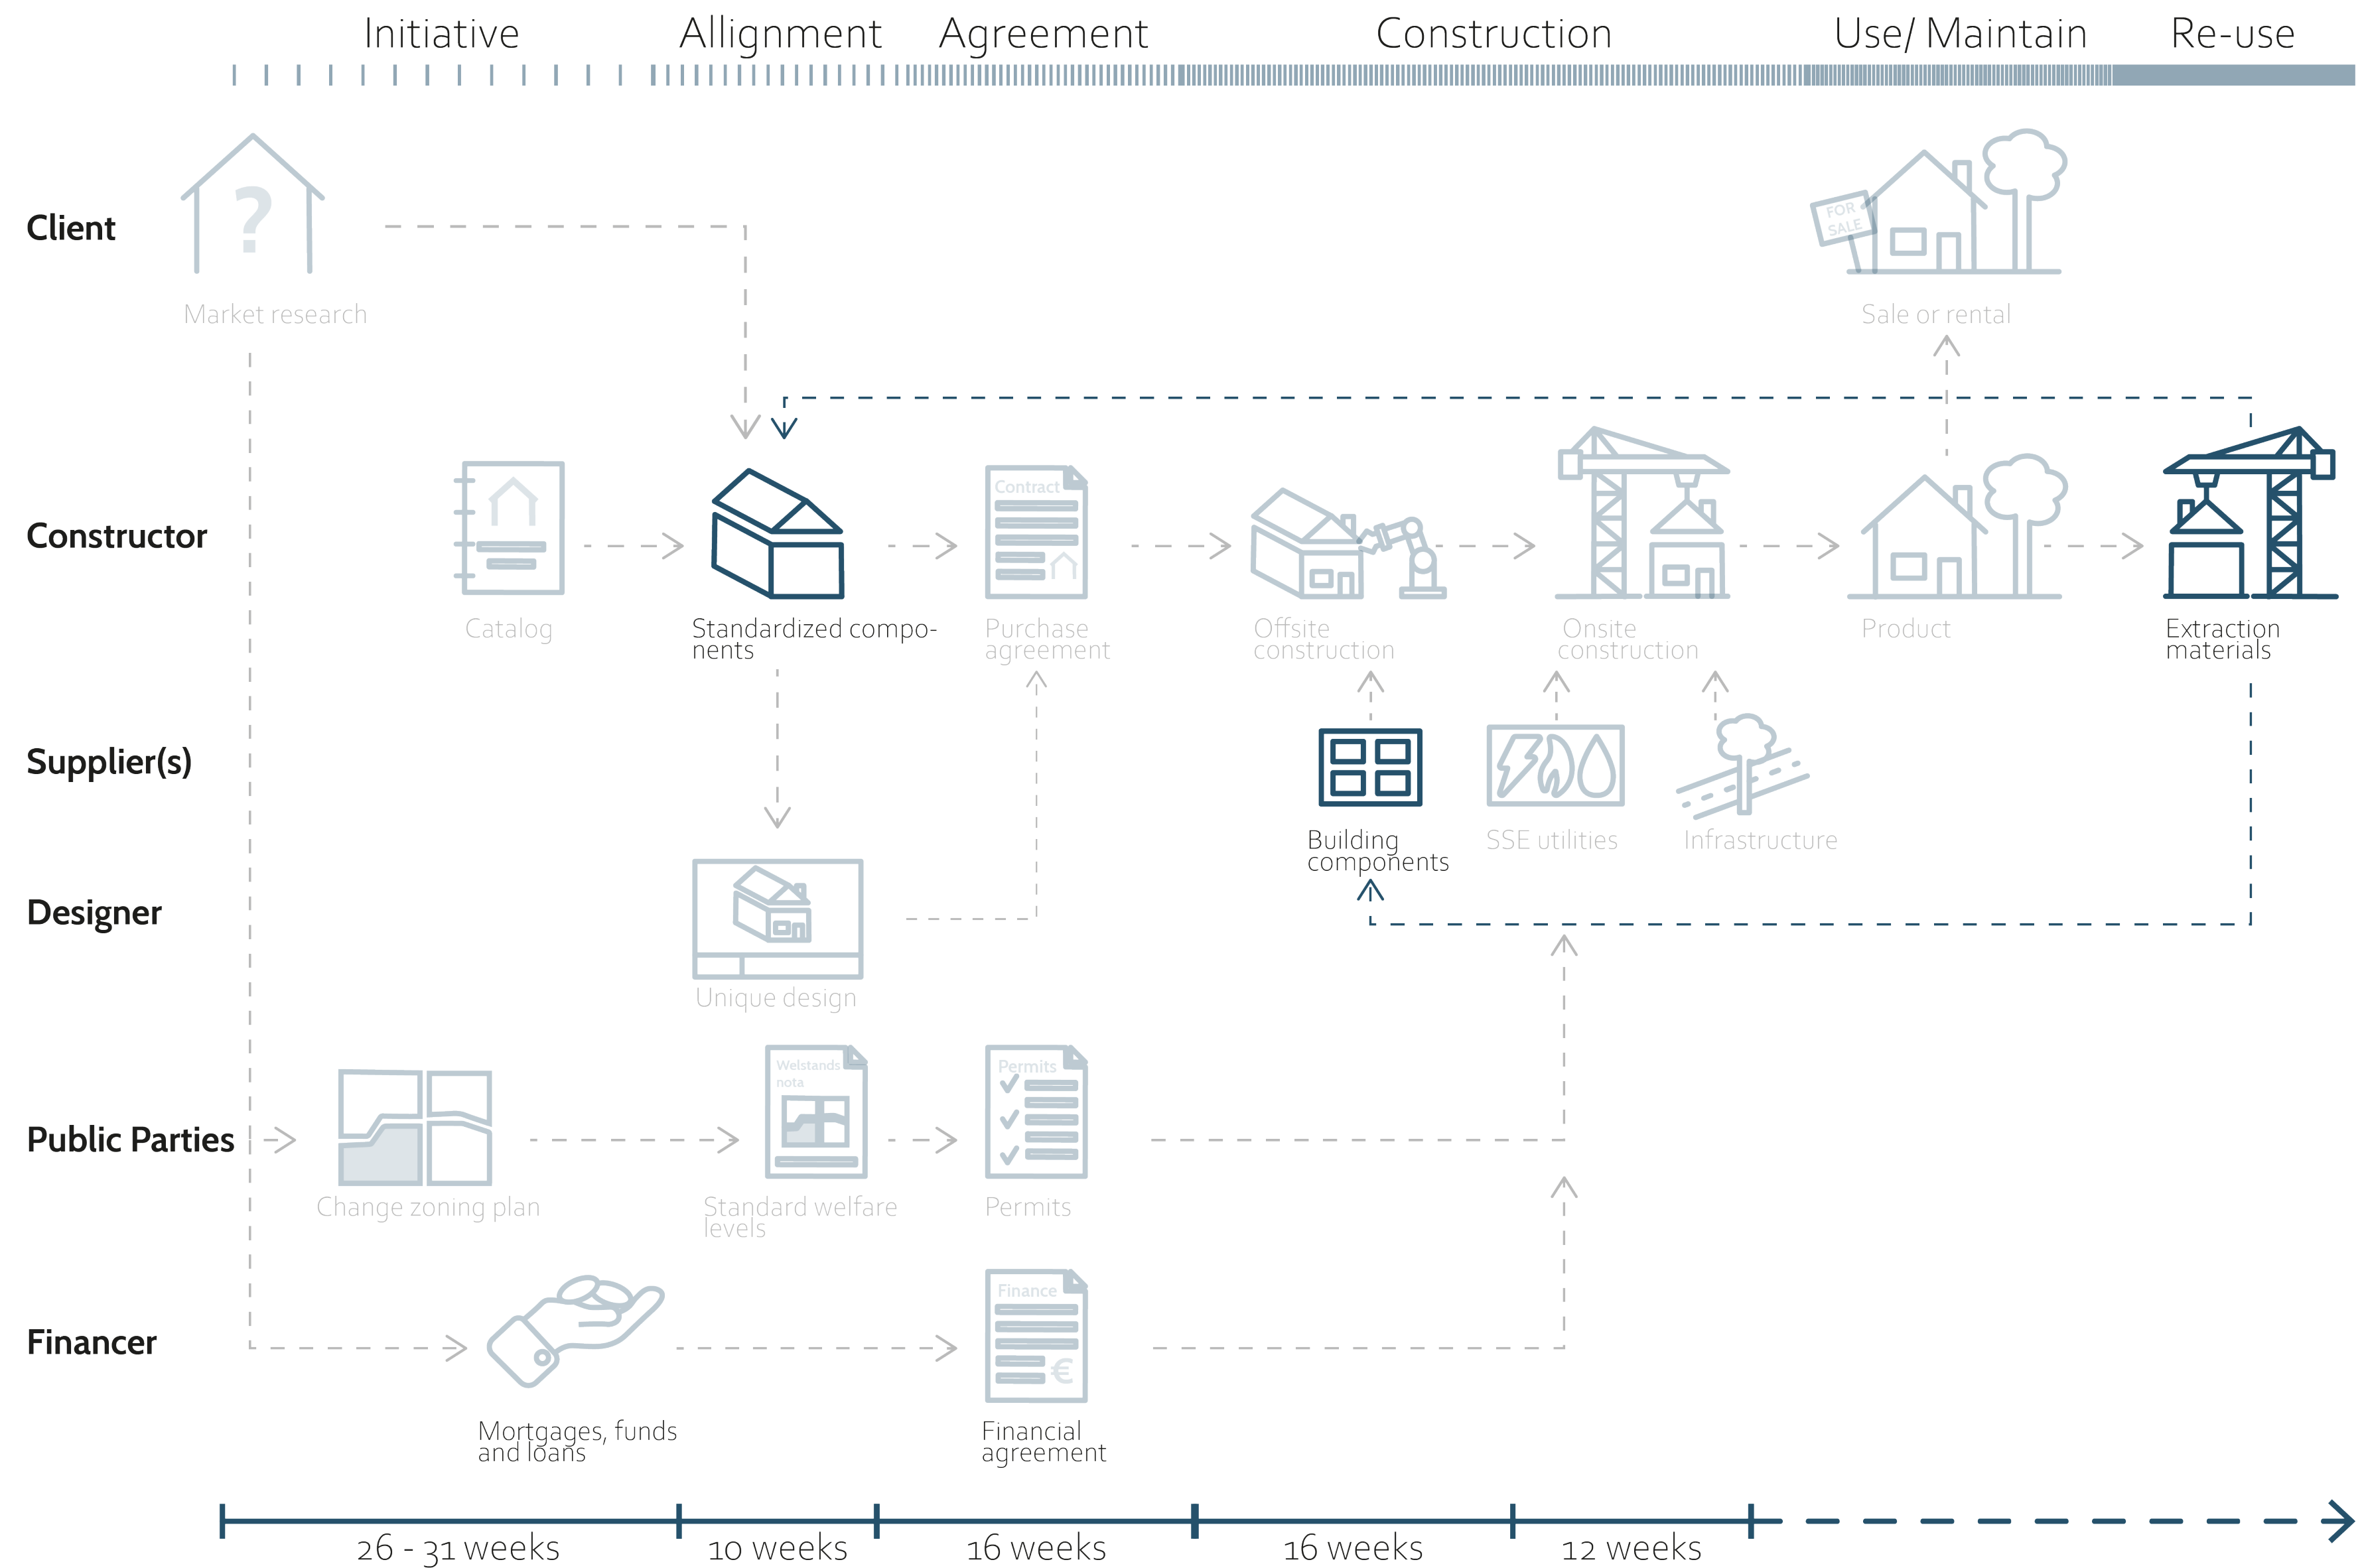 Initiative
Allignment
Agreement
Construction
Use/ Maintain
Re-use
Client
?
Market research
FOR
SALE
Sale or rental
Constructor
Catalog
Standardized compo-
nents
Contract
Purchase
agreement
Offsite
construction
Onsite
construction
Product
Extraction
materials
Supplier(s)
Building
components
SSE utilities
Infrastructure
Designer
Unique design
Public Parties
Change zoning plan
Welstands
nota
Standard welfare
levels
Permits
Permits
Financer
Mortgages, funds
and loans
Finance
€
Financial
agreement
26 - 31 weeks
10 weeks
16 weeks
16 weeks
12 weeks